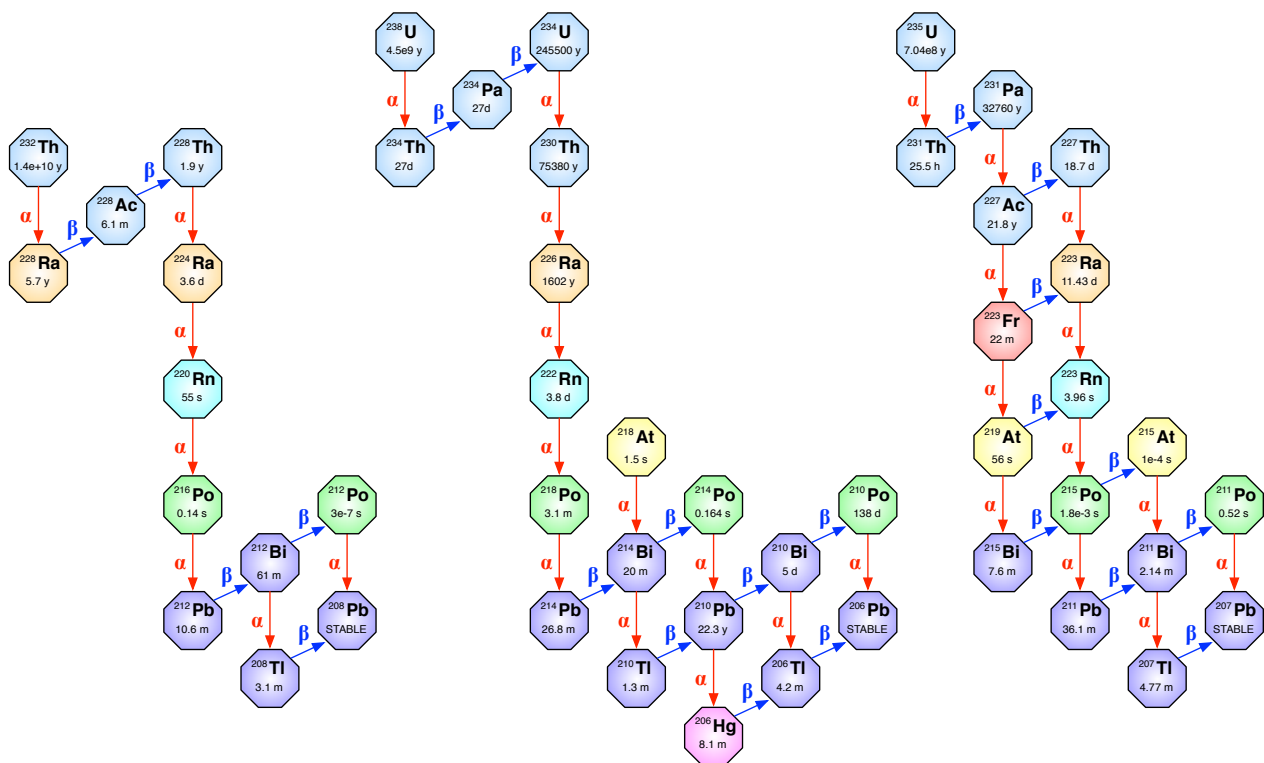 ²³⁸U
4.5e9 y
²³⁴U
245500 y
²³⁵U
7.04e8 y
β
α
²³⁴Pa
27d
α
α
²³¹Pa
32760 y
β
β
²³²Th
1.4e+10 y
²²⁸Th
1.9 y
²³⁴Th
27d
²³⁰Th
75380 y
²³¹Th
25.5 h
α
²²⁷Th
18.7 d
β
β
α
²²⁸Ac
6.1 m
α
α
²²⁷Ac
21.8 y
α
β
²²⁸Ra
5.7 y
²²⁴Ra
3.6 d
²²⁶Ra
1602 y
α
²²³Ra
11.43 d
β
α
α
²²³Fr
22 m
α
²²⁰Rn
55 s
²²²Rn
3.8 d
α
²²³Rn
3.96 s
β
α
α
²¹⁸At
1.5 s
²¹⁹At
56 s
α
²¹⁵At
1e-4 s
β
²¹⁶Po
0.14 s
²¹²Po
3e-7 s
²¹⁸Po
3.1 m
α
²¹⁴Po
0.164 s
²¹⁰Po
138 d
α
²¹⁵Po
1.8e-3 s
α
²¹¹Po
0.52 s
β
β
β
β
α
²¹²Bi
61 m
α
α
²¹⁴Bi
20 m
α
²¹⁰Bi
5 d
α
²¹⁵Bi
7.6 m
α
²¹¹Bi
2.14 m
α
β
β
β
β
²¹²Pb
10.6 m
²⁰⁸Pb
STABLE
²¹⁴Pb
26.8 m
²¹⁰Pb
22.3 y
²⁰⁶Pb
STABLE
²¹¹Pb
36.1 m
²⁰⁷Pb
STABLE
α
α
α
α
β
β
β
β
²⁰⁸Tl
3.1 m
²¹⁰Tl
1.3 m
α
²⁰⁶Tl
4.2 m
²⁰⁷Tl
4.77 m
β
²⁰⁶Hg
8.1 m